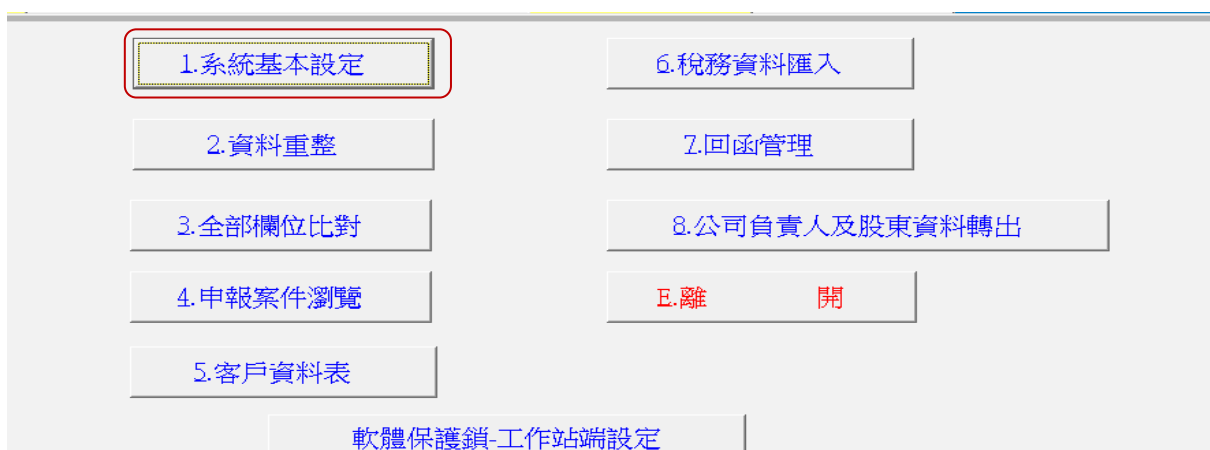 1.系統基本設定
2.資料重整
3.全部欄位比對
4.申報案件瀏覽
5.客戶資料表
6.稅務資料匯入
7.回函管理
8.公司負責人及股東資料轉出
E.離 開
軟體保護鎖-工作站端設定